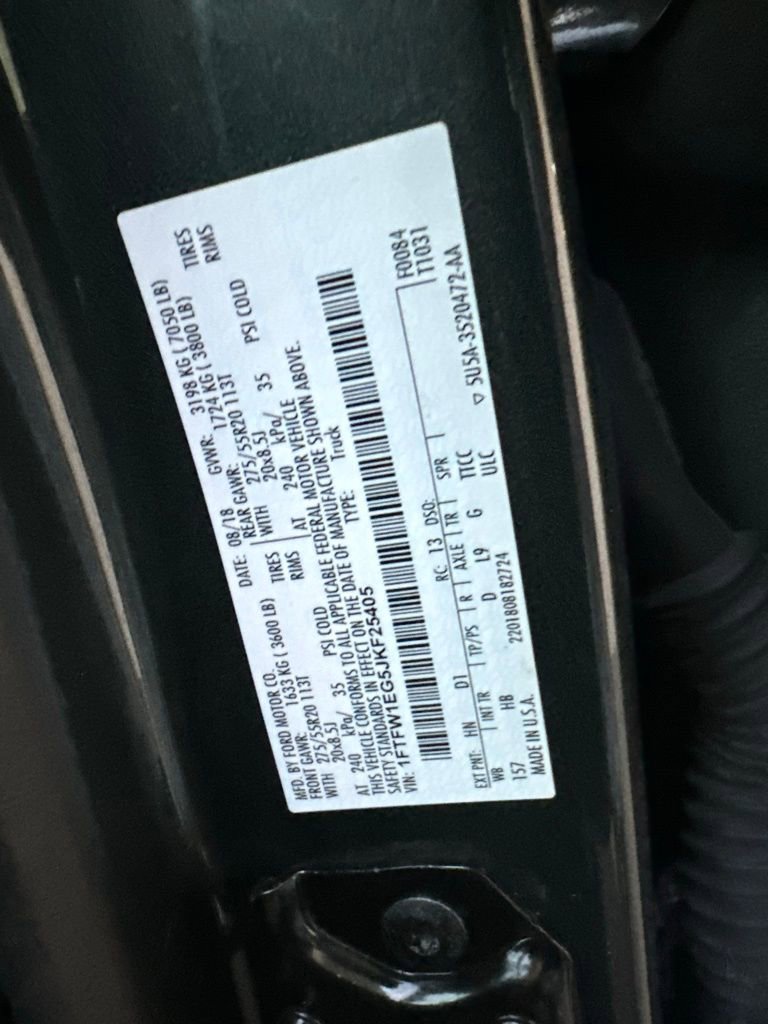 MFD. BY FORD MOTOR CO.
DATE: 08/18
GVWR: 3198 KG ( 7050 LB)
FRONT GAWR: 1633 KG ( 3600 LB)
REAR GAWR: 1724 KG ( 3800 LB)
275/55R20 113T TIRES
WITH 20x8.5J RIMS
275/55R20 113T TIRES
WITH 20x8.5J RIMS
AT 240 kPa/ 35 PSI COLD
AT 240 kPa/ 35 PSI COLD
THIS VEHICLE CONFORMS TO ALL APPLICABLE FEDERAL MOTOR VEHICLE
SAFETY STANDARDS IN EFFECT ON THE DATE OF MANUFACTURE SHOWN ABOVE.
VIN: 1FTFW1EG5JKF25405
TYPE: Truck
F0084
T1031
EXT PNT: HN D1 RC: 13 DSO:
WB INT TR TP/PS R AXLE TR SPR
157 HB D L9 G TTCC
2201808182724 ULC
MADE IN U.S.A.
▽ 5U5A-3520472-AA